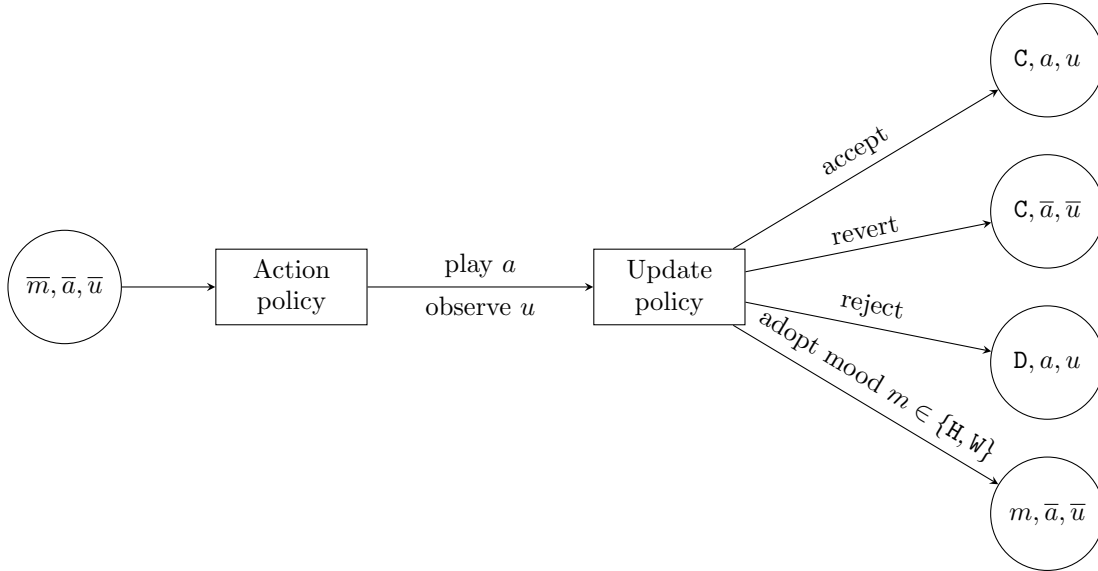 m̅, a̅, u̅
Action
policy
play a
observe u
Update
policy
accept
revert
reject
adopt mood m ∈ {H, W}
C, a, u
C, a̅, u̅
D, a, u
m, a̅, u̅